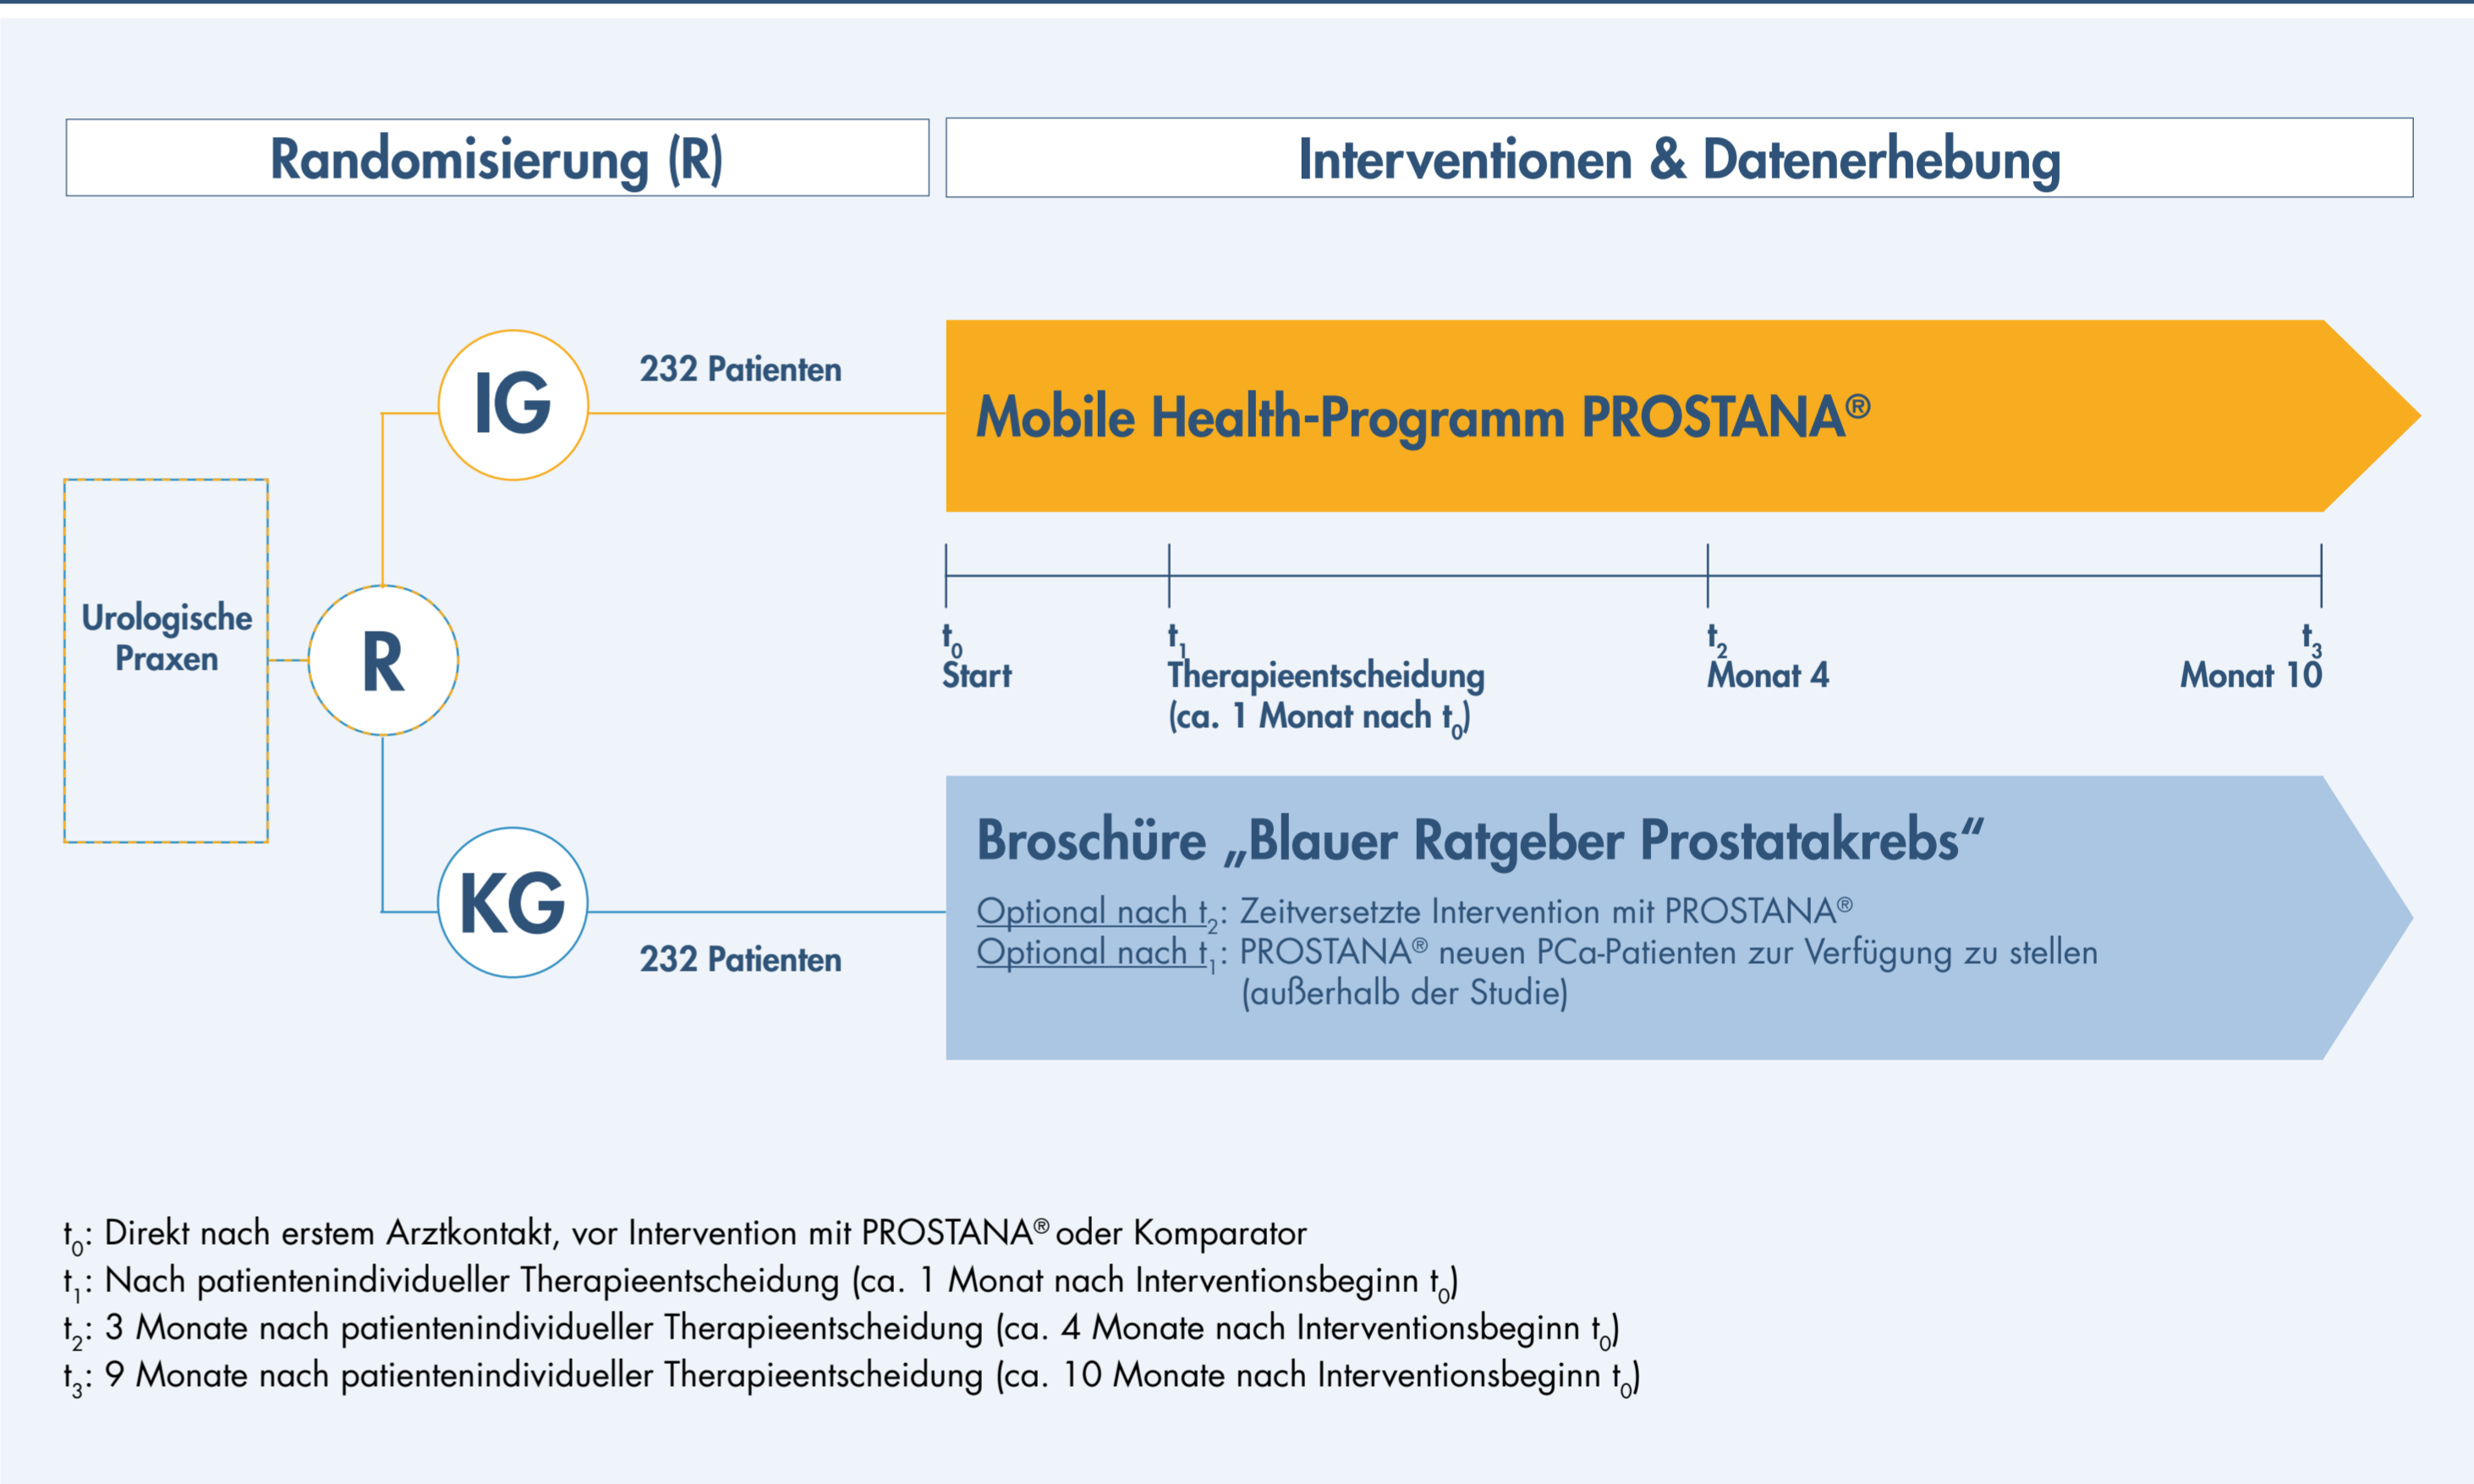 Randomisierung (R)
Interventionen & Datenerhebung
IG
232 Patienten
Mobile Health-Programm PROSTANA®
Urologische
Praxen
R
t₀
Start
t₁
Therapieentscheidung
(ca. 1 Monat nach t₀)
t₂
Monat 4
t₃
Monat 10
KG
232 Patienten
Broschüre „Blauer Ratgeber Prostatakrebs“
Optional nach t₂: Zeitversetzte Intervention mit PROSTANA®
Optional nach t₁: PROSTANA® neuen PCa-Patienten zur Verfügung zu stellen
(außerhalb der Studie)
t₀: Direkt nach erstem Arztkontakt, vor Intervention mit PROSTANA® oder Komparator
t₁: Nach patientenindividueller Therapieentscheidung (ca. 1 Monat nach Interventionsbeginn t₀)
t₂: 3 Monate nach patientenindividueller Therapieentscheidung (ca. 4 Monate nach Interventionsbeginn t₀)
t₃: 9 Monate nach patientenindividueller Therapieentscheidung (ca. 10 Monate nach Interventionsbeginn t₀)